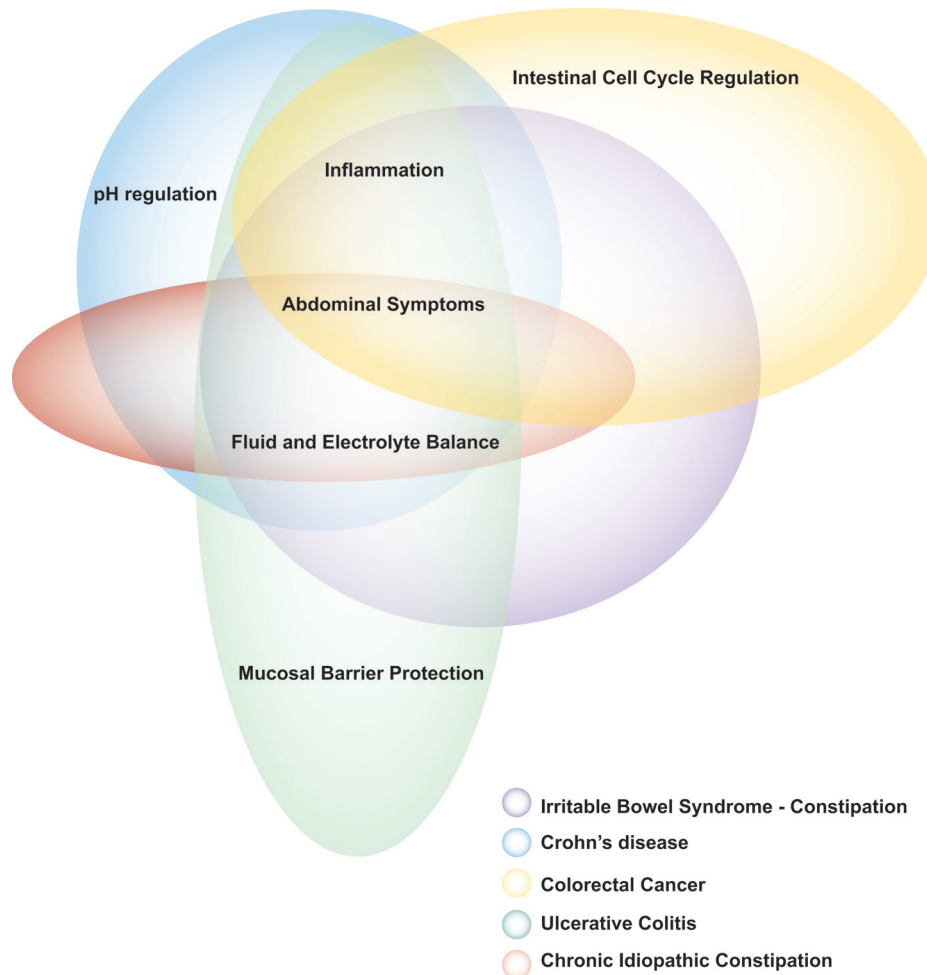 Intestinal Cell Cycle Regulation
Inflammation
pH regulation
Abdominal Symptoms
Fluid and Electrolyte Balance
Mucosal Barrier Protection
Irritable Bowel Syndrome - Constipation
Crohn’s disease
Colorectal Cancer
Ulcerative Colitis
Chronic Idiopathic Constipation